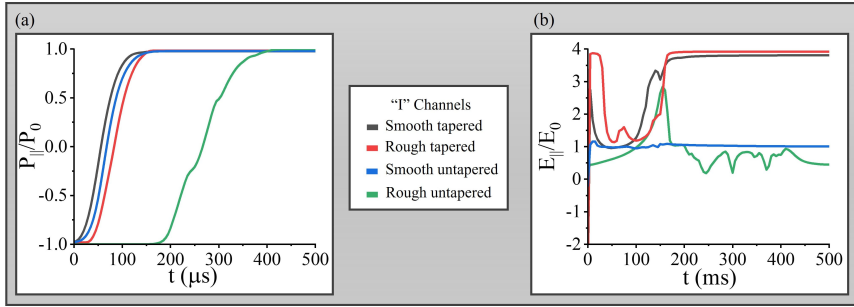 (a)
1.0
0.5
0.0
-0.5
-1.0
P||/P0
0 100 200 300 400 500
t (μs)
“I” Channels
Smooth tapered
Rough tapered
Smooth untapered
Rough untapered
(b)
4
3
2
1
0
-1
-2
E||/E0
0 100 200 300 400 500
t (ms)